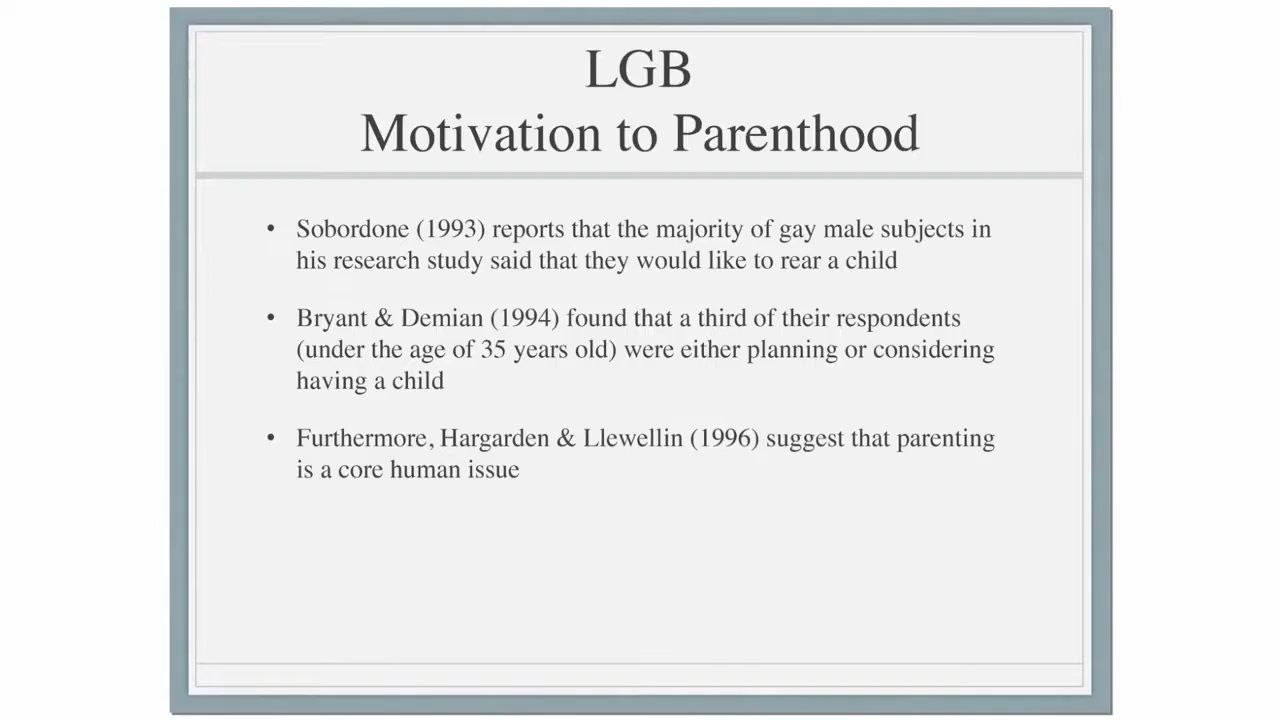 LGB
Motivation to Parenthood
• Sobordone (1993) reports that the majority of gay male subjects in
his research study said that they would like to rear a child
• Bryant & Demian (1994) found that a third of their respondents
(under the age of 35 years old) were either planning or considering
having a child
• Furthermore, Hargarden & Llewellin (1996) suggest that parenting
is a core human issue